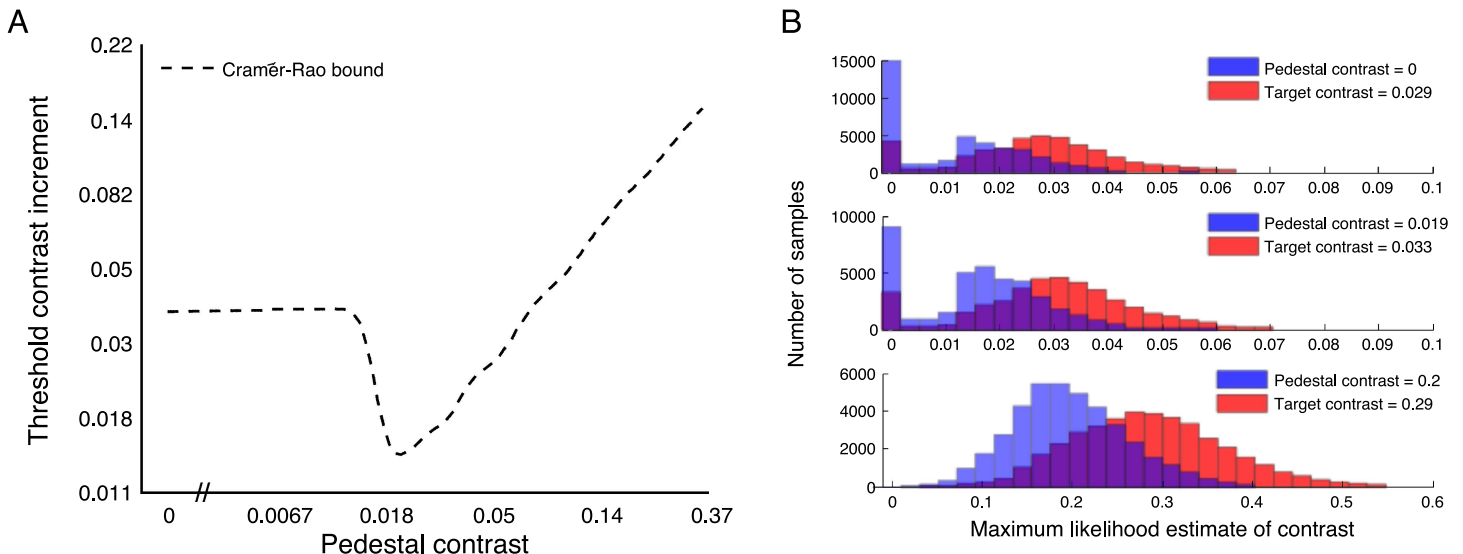 A
0.22
0.14
0.082
0.05
0.03
0.018
0.011
Threshold contrast increment
Cramér-Rao bound
0 0.0067 0.018 0.05 0.14 0.37
Pedestal contrast
B
Number of samples
15000
10000
5000
0
Pedestal contrast = 0
Target contrast = 0.029
0 0.01 0.02 0.03 0.04 0.05 0.06 0.07 0.08 0.09 0.1
10000
5000
0
Pedestal contrast = 0.019
Target contrast = 0.033
0 0.01 0.02 0.03 0.04 0.05 0.06 0.07 0.08 0.09 0.1
6000
4000
2000
0
Pedestal contrast = 0.2
Target contrast = 0.29
0 0.1 0.2 0.3 0.4 0.5 0.6
Maximum likelihood estimate of contrast